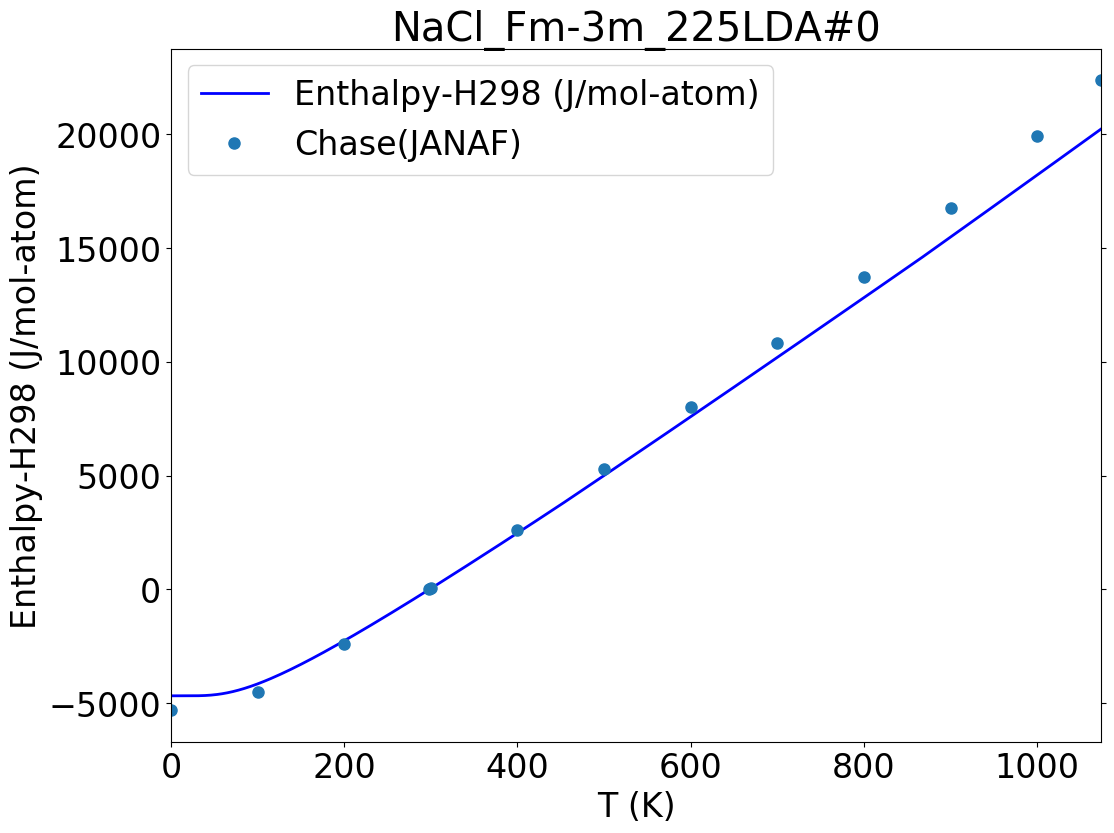 NaCl_Fm-3m_225LDA#0
Enthalpy-H298 (J/mol-atom)
Chase(JANAF)
Enthalpy-H298 (J/mol-atom)
20000
15000
10000
5000
0
−5000
0 200 400 600 800 1000
T (K)